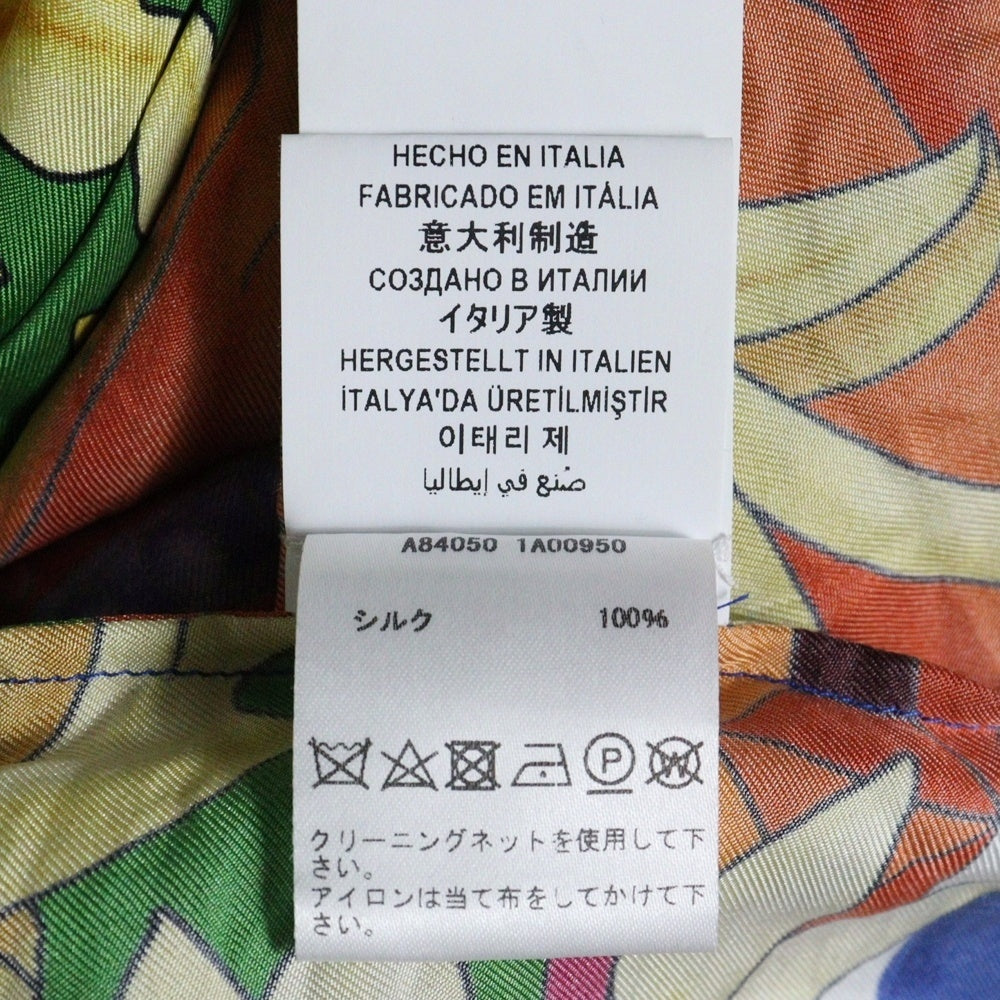 HECHO EN ITALIA
FABRICADO EM ITÁLIA
意大利制造
СОЗДАНО В ИТАЛИИ
イタリア製
HERGESTELLT IN ITALIEN
İTALYA'DA ÜRETİLMİŞTİR
이태리 제
صُنع في إيطاليا
A84050 1A00950
シルク 100%
P W
クリーニングネットを使用して下
さい。
アイロンは当て布をしてかけて下
さい。